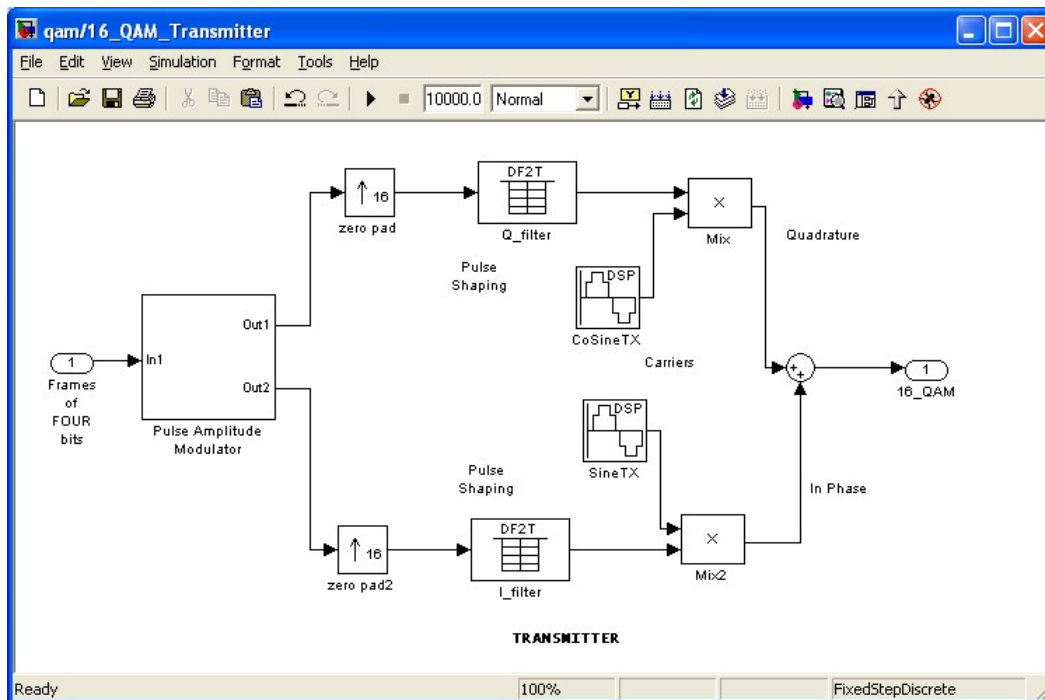 qam/16_QAM_Transmitter
File Edit View Simulation Format Tools Help
10000.0 Normal
DF2T
16
zero pad
Q_filter
×
Mix
Quadrature
Pulse
Shaping
DSP
CoSineTX
Carriers
Out1
In1
Out2
1
Frames
of
FOUR
bits
Pulse Amplitude
Modulator
+
+
1
16_QAM
DSP
SineTX
Pulse
Shaping
In Phase
DF2T
16
zero pad2
I_filter
×
Mix2
TRANSMITTER
Ready 100% FixedStepDiscrete